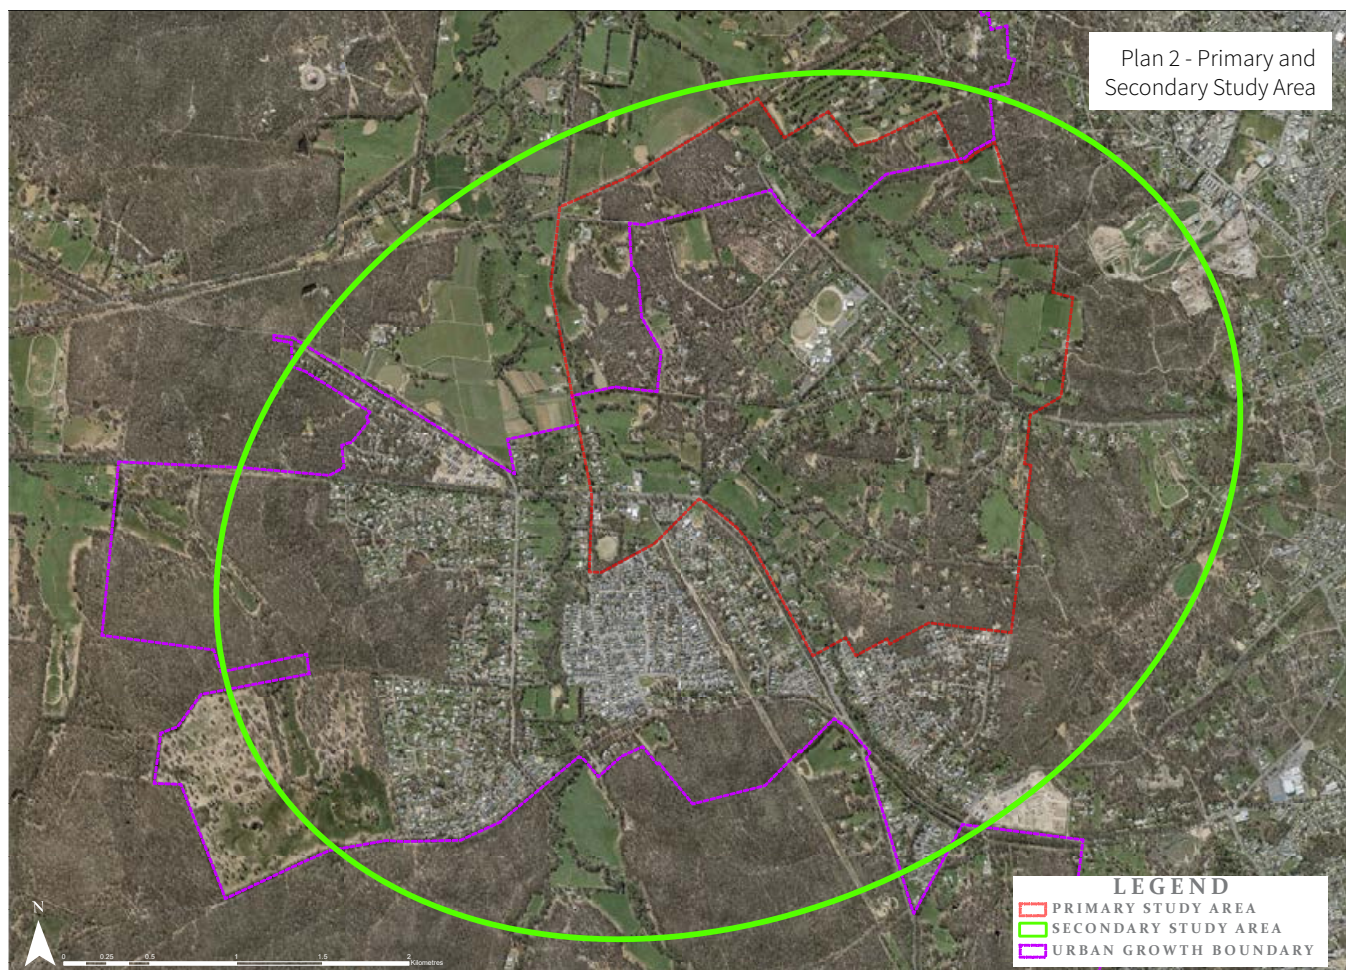 Plan 2 - Primary and
Secondary Study Area
LEGEND
PRIMARY STUDY AREA
SECONDARY STUDY AREA
URBAN GROWTH BOUNDARY
N
0 0.25 0.5 1 1.5 2
Kilometres